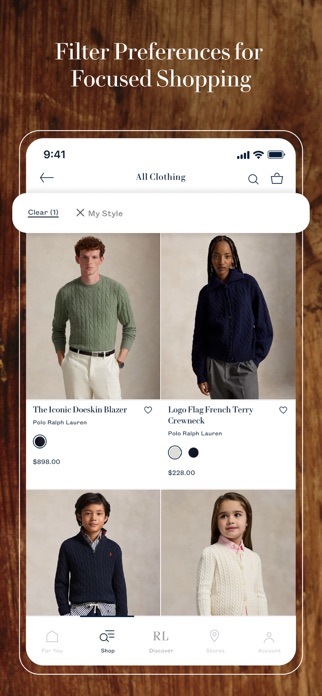 Filter Preferences for
Focused Shopping
9:41
All Clothing
Clear (1)
My Style
The Iconic Doeskin Blazer
Polo Ralph Lauren
$898.00
Logo Flag French Terry
Crewneck
Polo Ralph Lauren
$228.00
For You
Shop
RL
Discover
Stores
Account